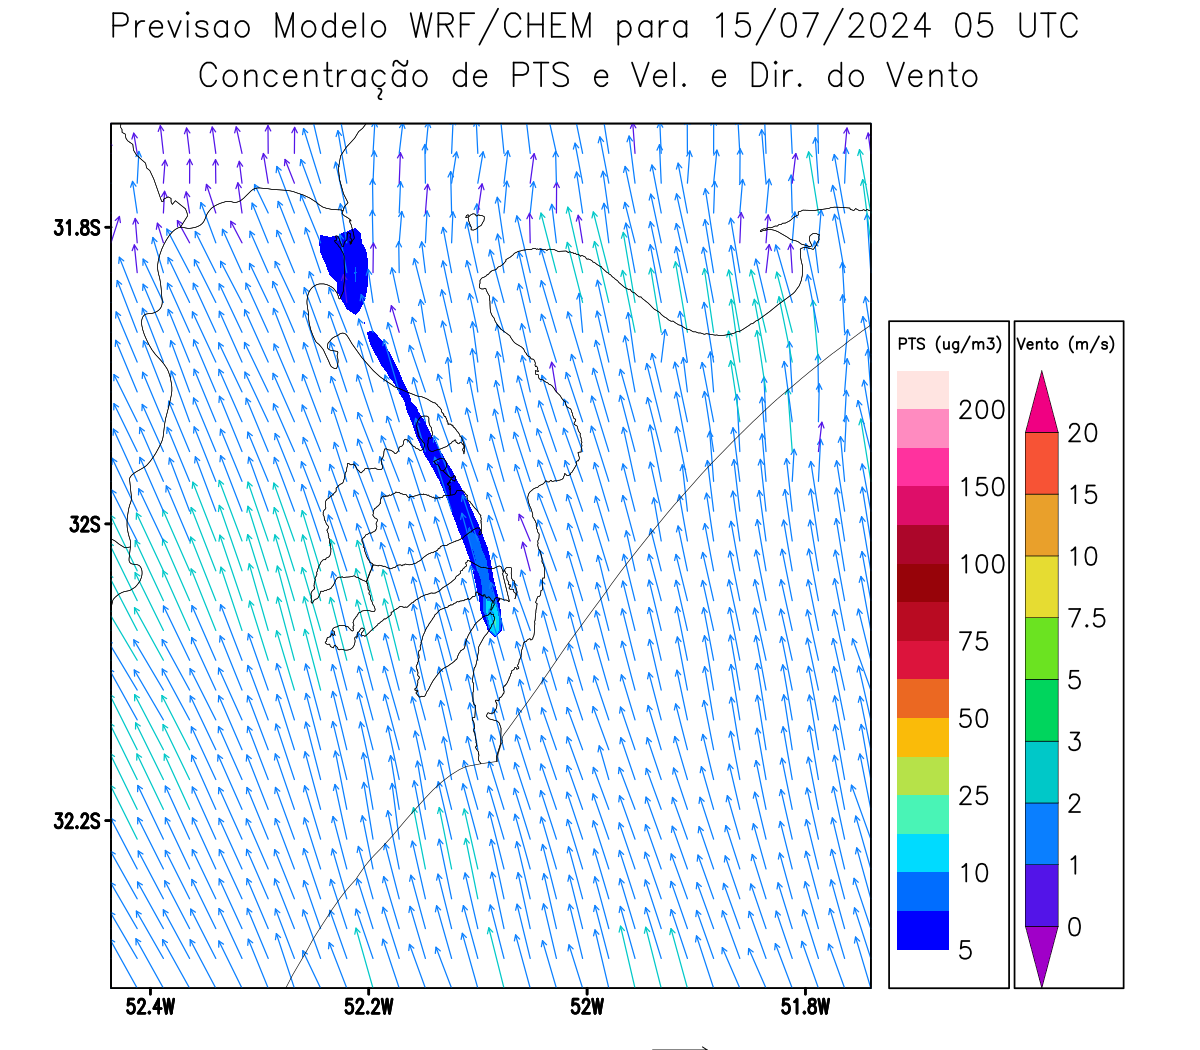 Previsao Modelo WRF/CHEM para 15/07/2024 05 UTC
Concentração de PTS e Vel. e Dir. do Vento
31.8S
32S
32.2S
52.4W
52.2W
52W
51.8W
PTS (ug/m3)
200
150
100
75
50
25
10
5
Vento (m/s)
20
15
10
7.5
5
3
2
1
0